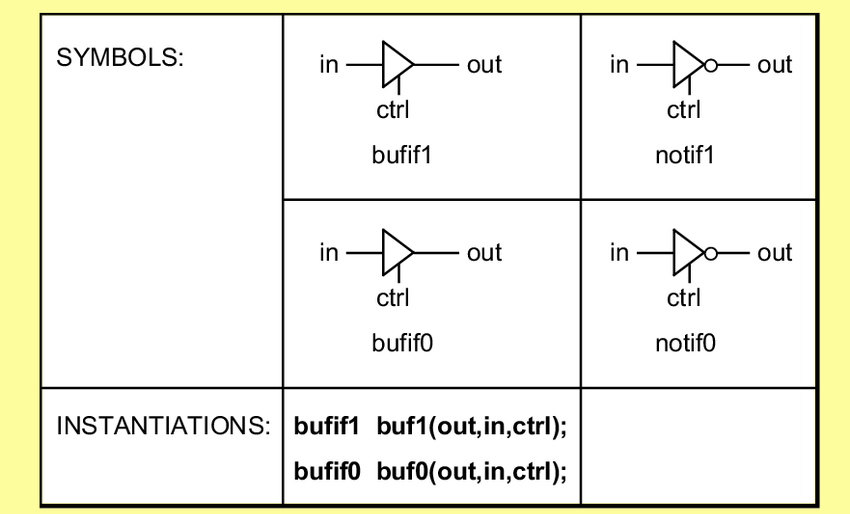 SYMBOLS:
in out
ctrl
bufif1
in out
ctrl
notif1
in out
ctrl
bufif0
in out
ctrl
notif0
INSTANTIATIONS:
bufif1 buf1(out,in,ctrl);
bufif0 buf0(out,in,ctrl);